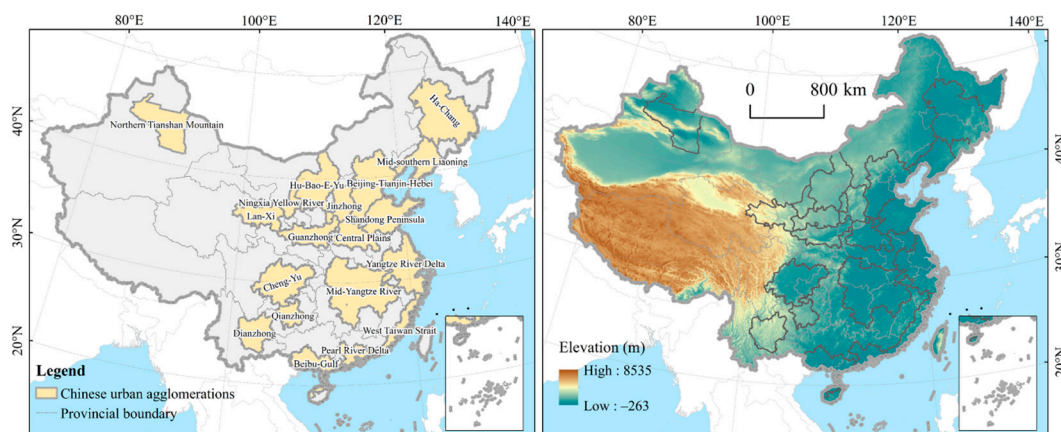 80°E
100°E
120°E
140°E
40°N
30°N
20°N
Ha-Chang
Northern Tianshan Mountain
Mid-southern Liaoning
Hu-Bao-E-Yu
Beijing-Tianjin-Hebei
Ningxia Yellow River
Jinzhong
Lan-Xi
Shandong Peninsula
Guanzhong
Central Plains
Yangtze River Delta
Cheng-Yu
Mid-Yangtze River
Qianzhong
Dianzhong
West Taiwan Strait
Pearl River Delta
Beibu-Gulf
Legend
Chinese urban agglomerations
Provincial boundary
80°E
100°E
120°E
140°E
0 800 km
40°N
30°N
20°N
Elevation (m)
High : 8535
Low : –263